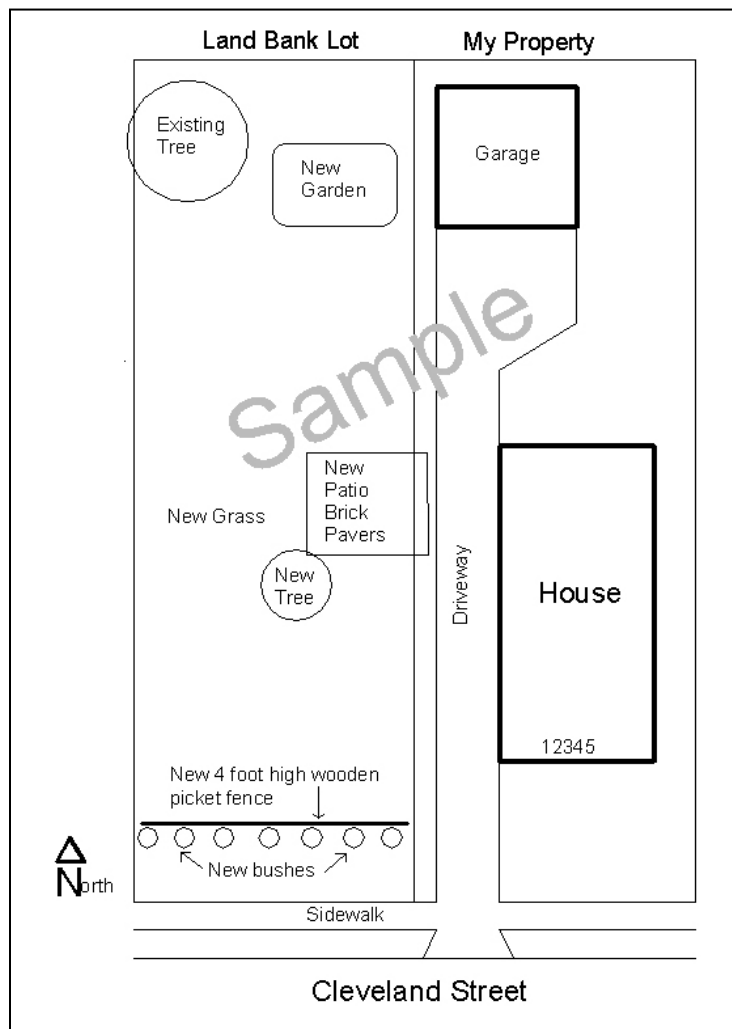 Land Bank Lot
My Property
Existing
Tree
New
Garden
Garage
Sample
New
Patio
Brick
Pavers
New Grass
New
Tree
Driveway
House
12345
New 4 foot high wooden
picket fence
New bushes
North
Sidewalk
Cleveland Street